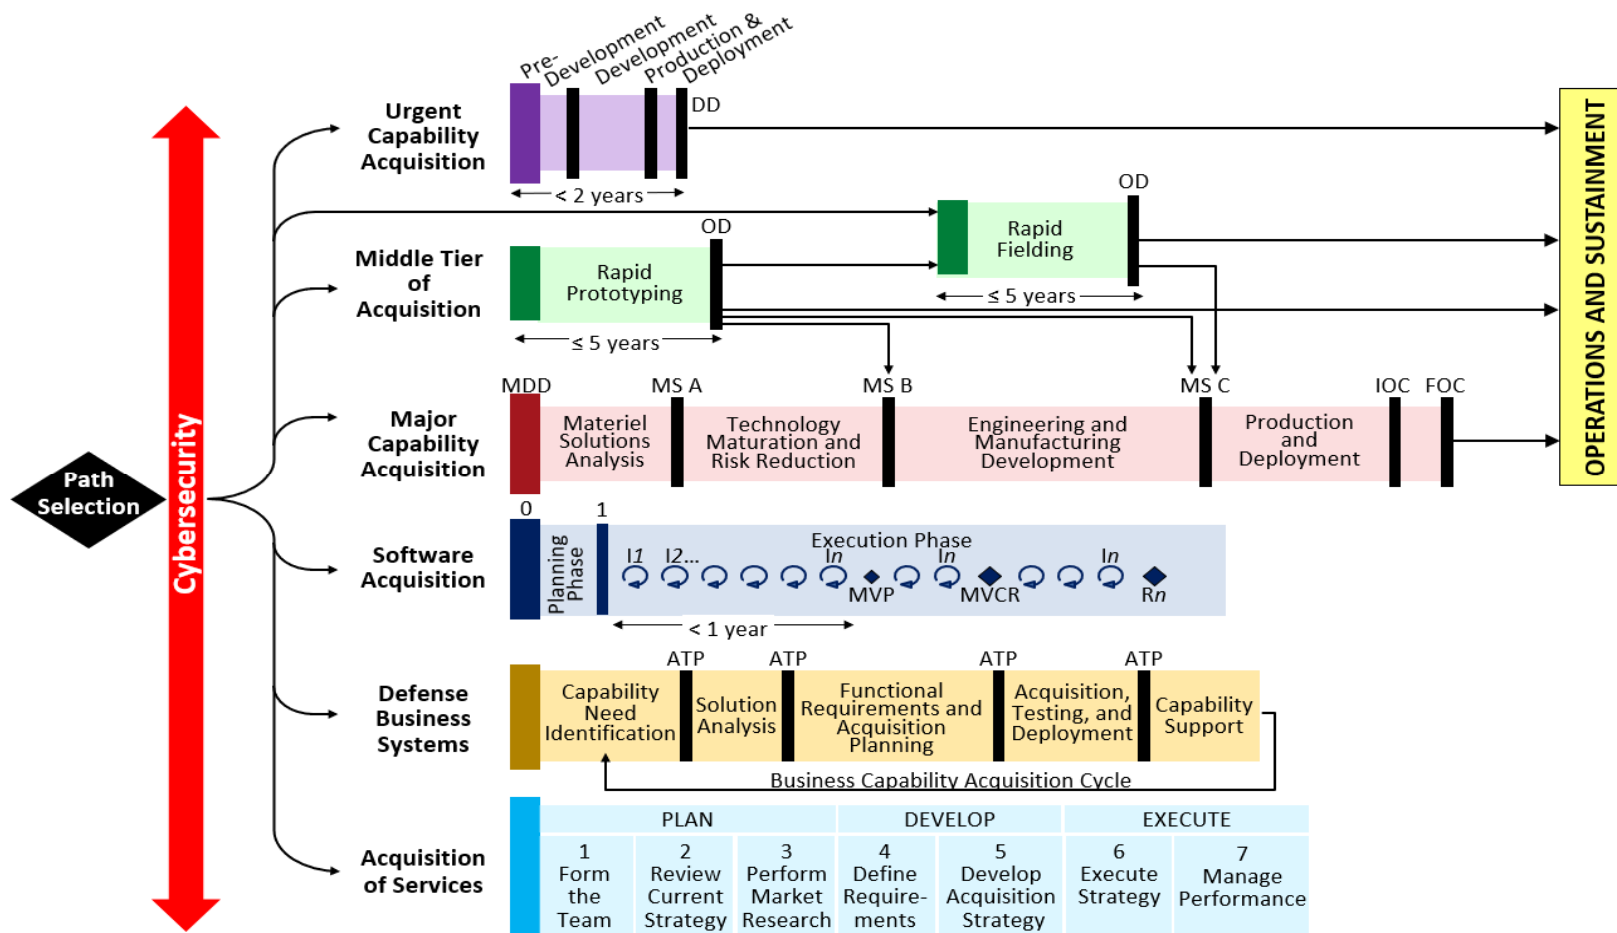 Pre-
Development
Development
Production &
Deployment
Urgent
Capability
Acquisition
DD
< 2 years
OD
Rapid
Fielding
≤ 5 years
Middle Tier
of
Acquisition
OD
Rapid
Prototyping
≤ 5 years
OPERATIONS AND SUSTAINMENT
MDD
MS A
MS B
MS C
IOC
FOC
Major
Capability
Acquisition
Materiel
Solutions
Analysis
Technology
Maturation and
Risk Reduction
Engineering and
Manufacturing
Development
Production
and
Deployment
Path
Selection
Cybersecurity
0
1
Software
Acquisition
Planning
Phase
Execution Phase
I1
I2...
In
In
In
MVP
MVCR
Rn
< 1 year
ATP
ATP
ATP
ATP
Defense
Business
Systems
Capability
Need
Identification
Solution
Analysis
Functional
Requirements and
Acquisition
Planning
Acquisition,
Testing, and
Deployment
Capability
Support
Business Capability Acquisition Cycle
Acquisition
of Services
PLAN
DEVELOP
EXECUTE
1
Form
the
Team
2
Review
Current
Strategy
3
Perform
Market
Research
4
Define
Require-
ments
5
Develop
Acquisition
Strategy
6
Execute
Strategy
7
Manage
Performance